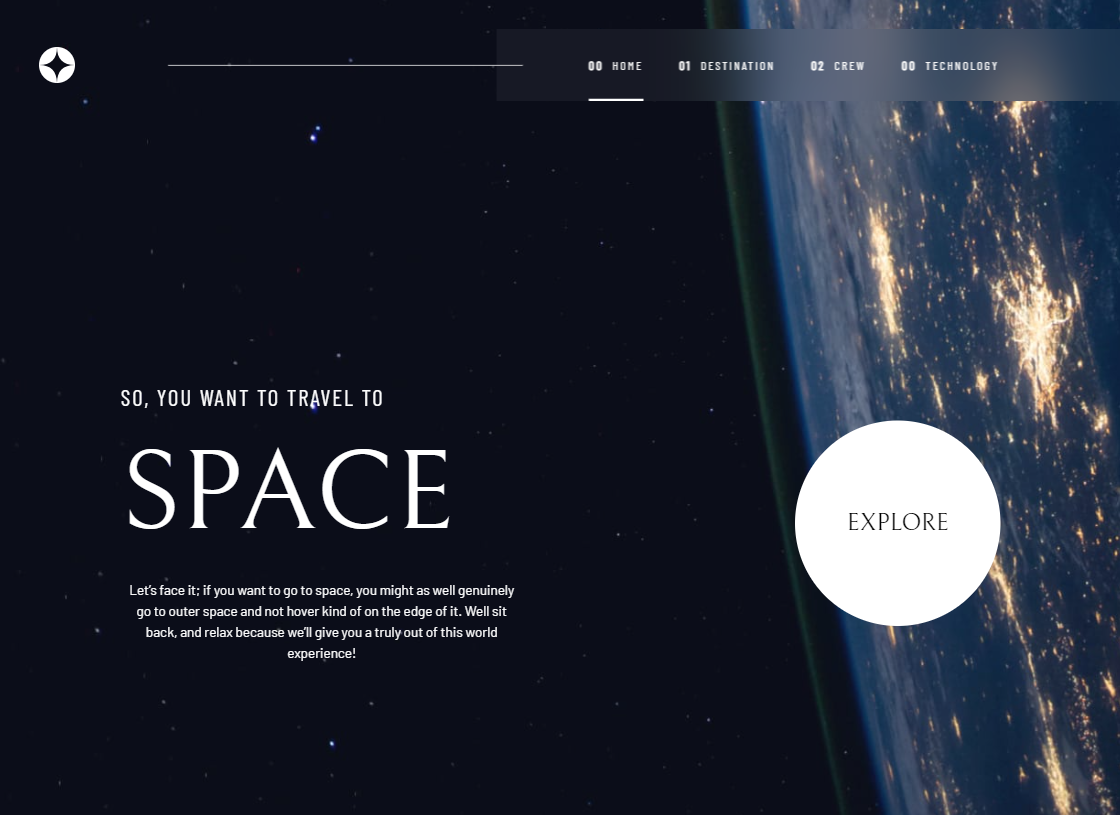 00 HOME 01 DESTINATION 02 CREW 00 TECHNOLOGY
SO, YOU WANT TO TRAVEL TO
SPACE
EXPLORE
Let’s face it; if you want to go to space, you might as well genuinely
go to outer space and not hover kind of on the edge of it. Well sit
back, and relax because we’ll give you a truly out of this world
experience!